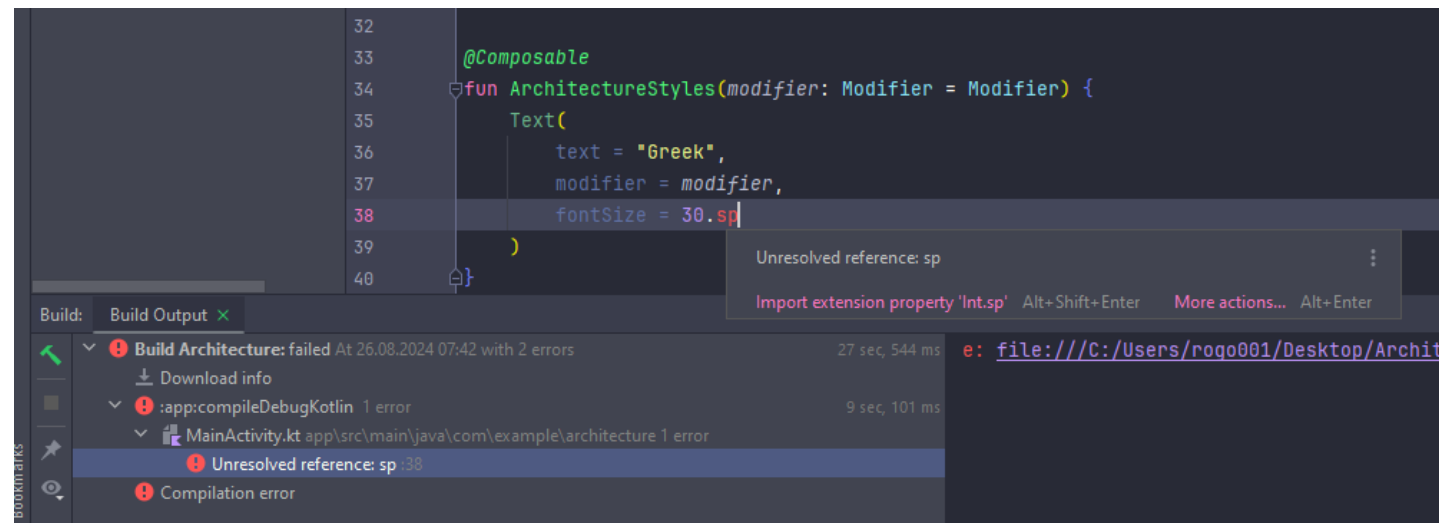 32
33 @Composable
34 fun ArchitectureStyles(modifier: Modifier = Modifier) {
35 Text(
36 text = "Greek",
37 modifier = modifier,
38 fontSize = 30.sp
39 )
40 }
Unresolved reference: sp
Import extension property 'Int.sp' Alt+Shift+Enter More actions... Alt+Enter
Build: Build Output ×
Build Architecture: failed At 26.08.2024 07:42 with 2 errors 27 sec, 544 ms
e: file:///C:/Users/rogo001/Desktop/Archit
Download info
:app:compileDebugKotlin 1 error 9 sec, 101 ms
MainActivity.kt app\src\main\java\com\example\architecture 1 error
Unresolved reference: sp :38
Compilation error
Bookmarks